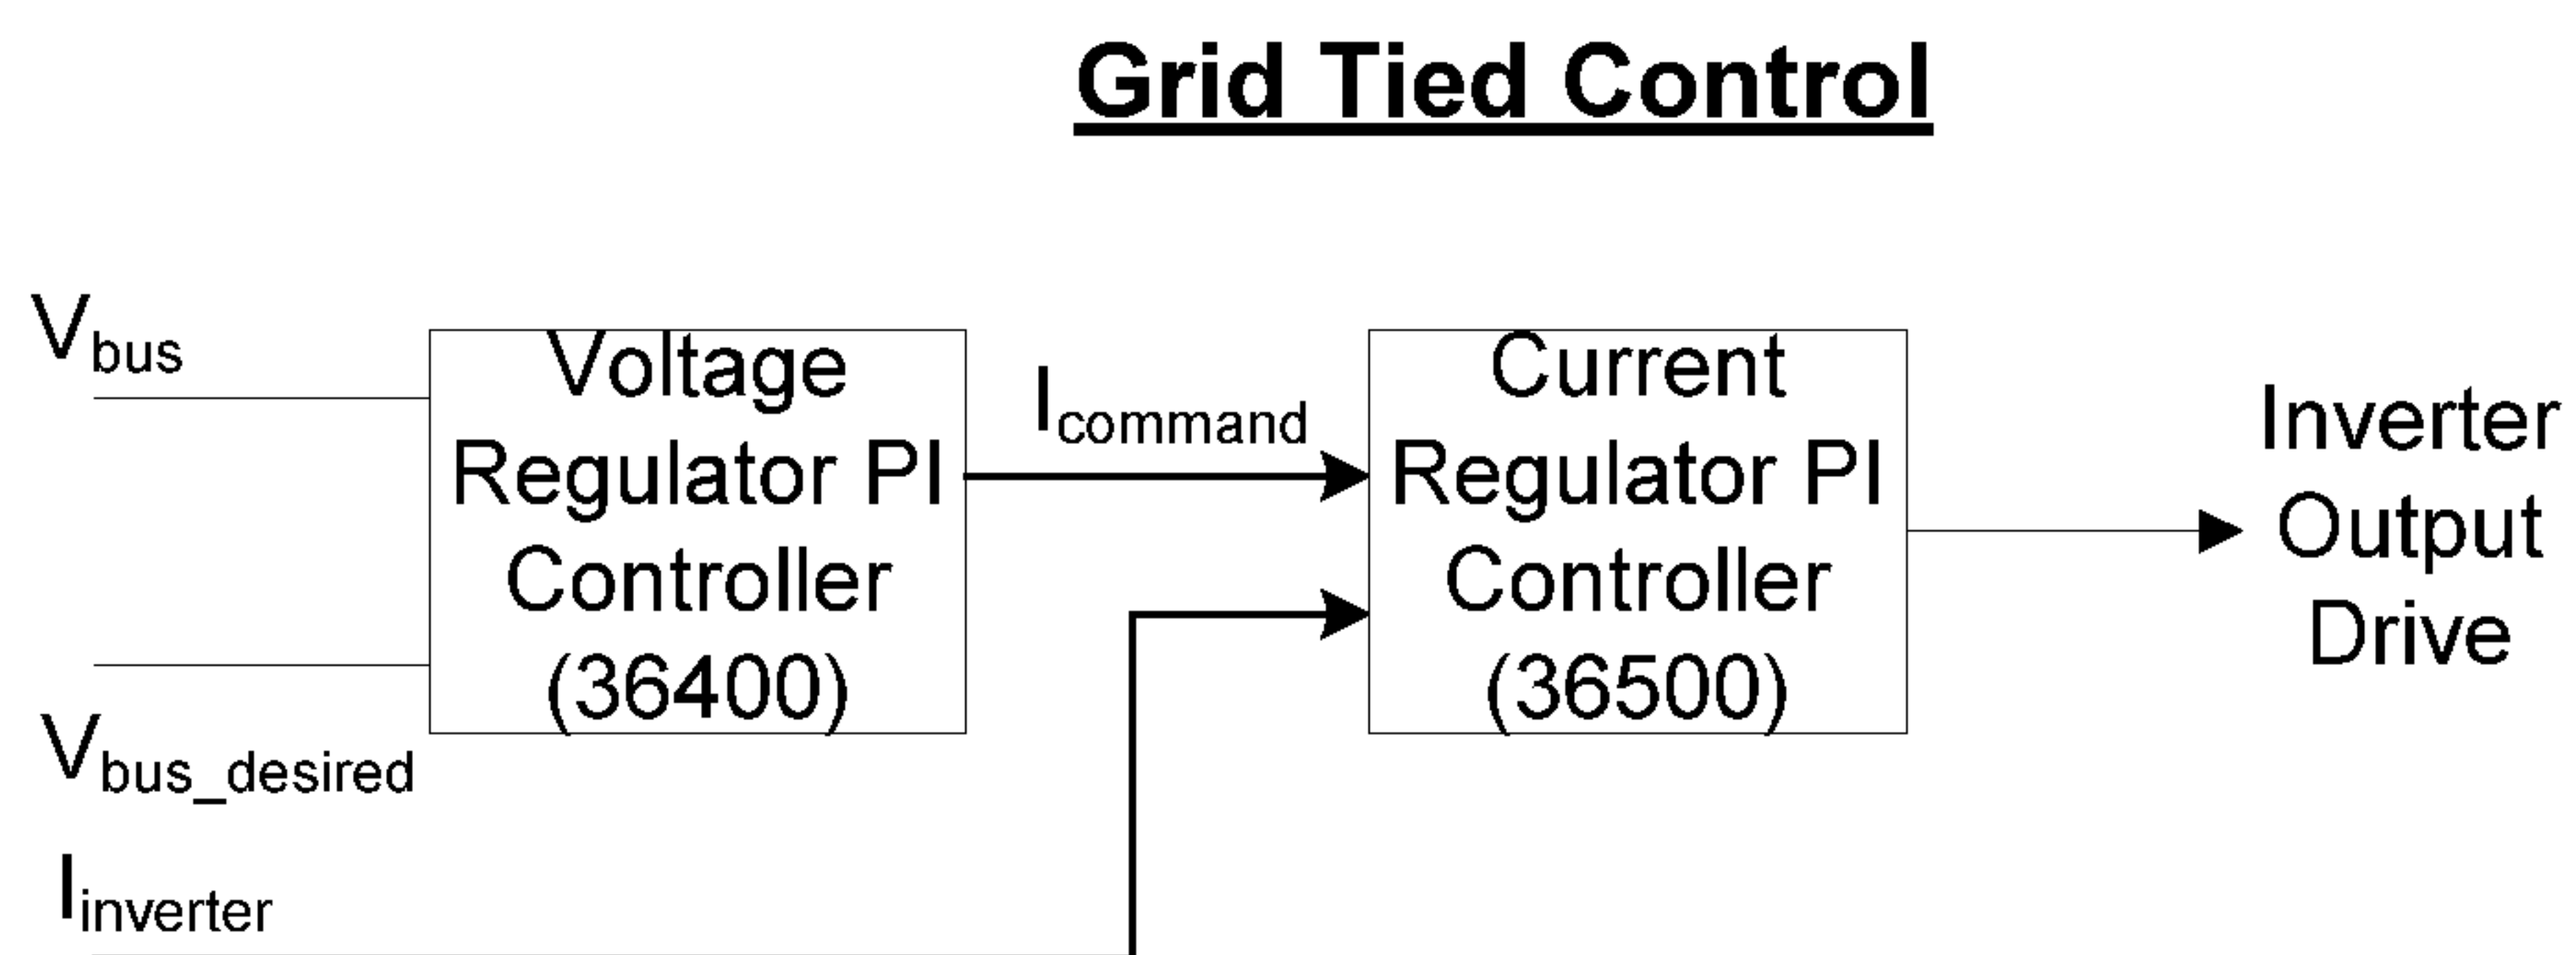 Grid Tied Control
Vbus
Voltage
Regulator PI
Controller
(36400)
Icommand
Current
Regulator PI
Controller
(36500)
Inverter
Output
Drive
Vbus_desired
Iinverter